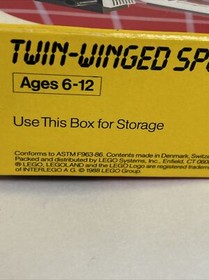 TWIN-WINGED SP
Ages 6-12
Use This Box for Storage
Conforms to ASTM F963-86. Contents made in Denmark, Switz
Packed and distributed by LEGO Systems, Inc., Enfield, CT 060
® LEGO, LEGOLAND and the LEGO Logo are registered tradem
of INTERLEGO A.G. © 1988 LEGO Group.